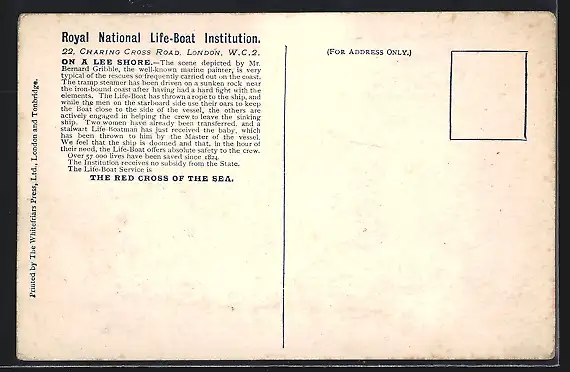 Royal National Life-Boat Institution.
22, CHARING CROSS ROAD, LONDON, W.C.2.
ON A LEE SHORE.—The scene depicted by Mr.
Bernard Gribble, the well-known marine painter, is very
typical of the rescues so frequently carried out on the coast.
The tramp steamer has been driven on a sunken rock near
the iron-bound coast after having had a hard fight with the
elements. The Life-Boat has thrown a rope to the ship, and
while the men on the starboard side use their oars to keep
the Boat close to the side of the vessel, the others are
actively engaged in helping the crew to leave the sinking
ship. Two women have already been transferred, and a
stalwart Life-Boatman has just received the baby, which
has been thrown to him by the Master of the vessel.
We feel that the ship is doomed and that, in the hour of
their need, the Life-Boat offers absolute safety to the crew.
Over 57 000 lives have been saved since 1824.
The Institution receives no subsidy from the State.
The Life-Boat Service is
THE RED CROSS OF THE SEA.
(FOR ADDRESS ONLY.)
Printed by The Whitefriars Press, Ltd., London and Tonbridge.